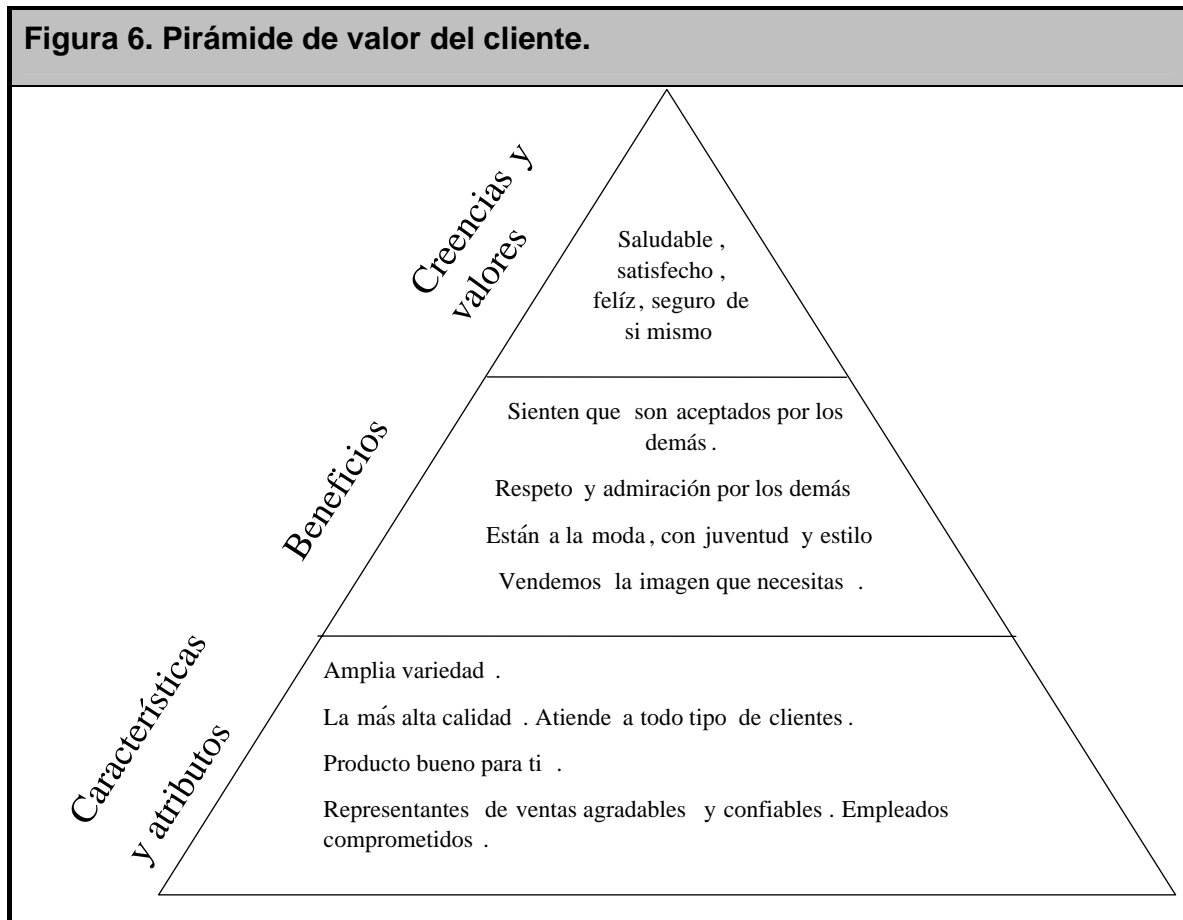 Figura 6. Pirámide de valor del cliente.
Creencias y
valores
Saludable ,
satisfecho ,
felíz, seguro de
si mismo
Beneficios
Sienten que son aceptados por los
demás .
Respeto y admiración por los demás
Están a la moda, con juventud y estilo
Vendemos la imagen que necesitas .
Características
y atributos
Amplia variedad .
La más alta calidad . Atiende a todo tipo de clientes .
Producto bueno para ti .
Representantes de ventas agradables y confiables . Empleados
comprometidos .